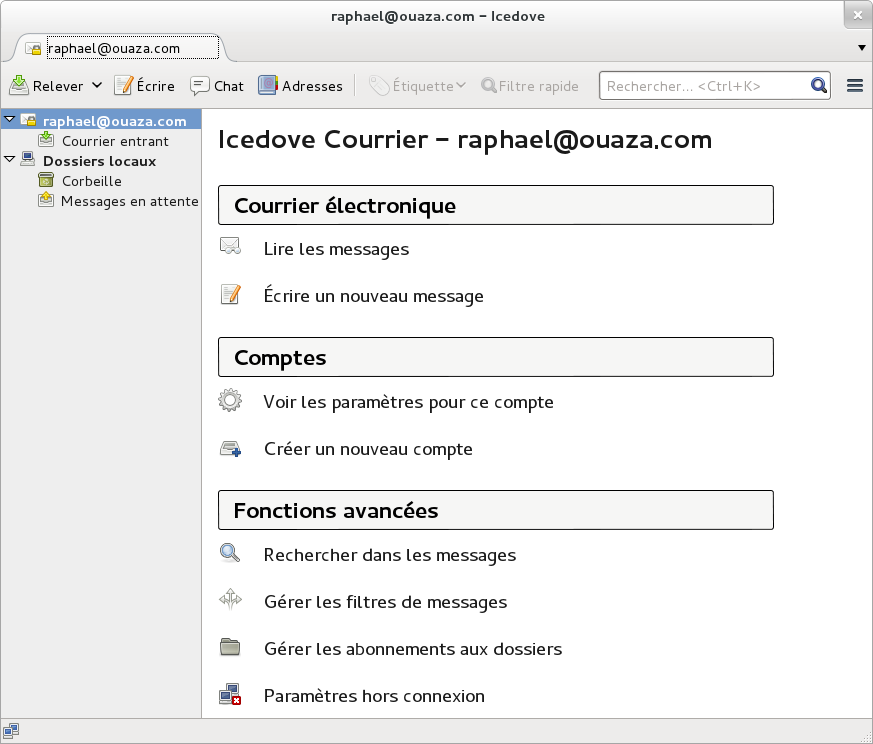 raphael@ouaza.com – Icedove
raphael@ouaza.com
Relever Écrire Chat Adresses Étiquette Filtre rapide Rechercher... <Ctrl+K>
raphael@ouaza.com
Courrier entrant
Dossiers locaux
Corbeille
Messages en attente
Icedove Courrier – raphael@ouaza.com
Courrier électronique
Lire les messages
Écrire un nouveau message
Comptes
Voir les paramètres pour ce compte
Créer un nouveau compte
Fonctions avancées
Rechercher dans les messages
Gérer les filtres de messages
Gérer les abonnements aux dossiers
Paramètres hors connexion